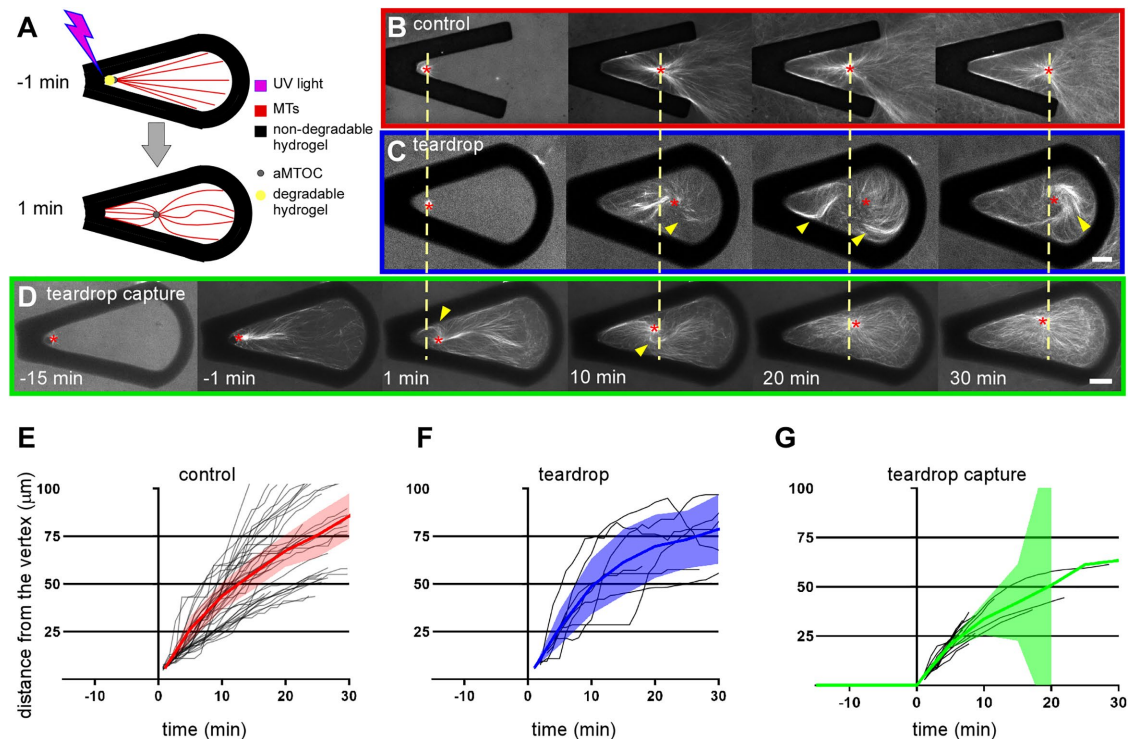 A
-1 min
1 min
UV light
MTs
non-degradable
hydrogel
aMTOC
degradable
hydrogel
B control
C teardrop
D teardrop capture
-15 min
-1 min
1 min
10 min
20 min
30 min
E
control
distance from the vertex (μm)
100
75
50
25
-10
0
10
20
30
time (min)
F
teardrop
100
75
50
25
-10
0
10
20
30
time (min)
G
teardrop capture
100
75
50
25
-10
0
10
20
30
time (min)